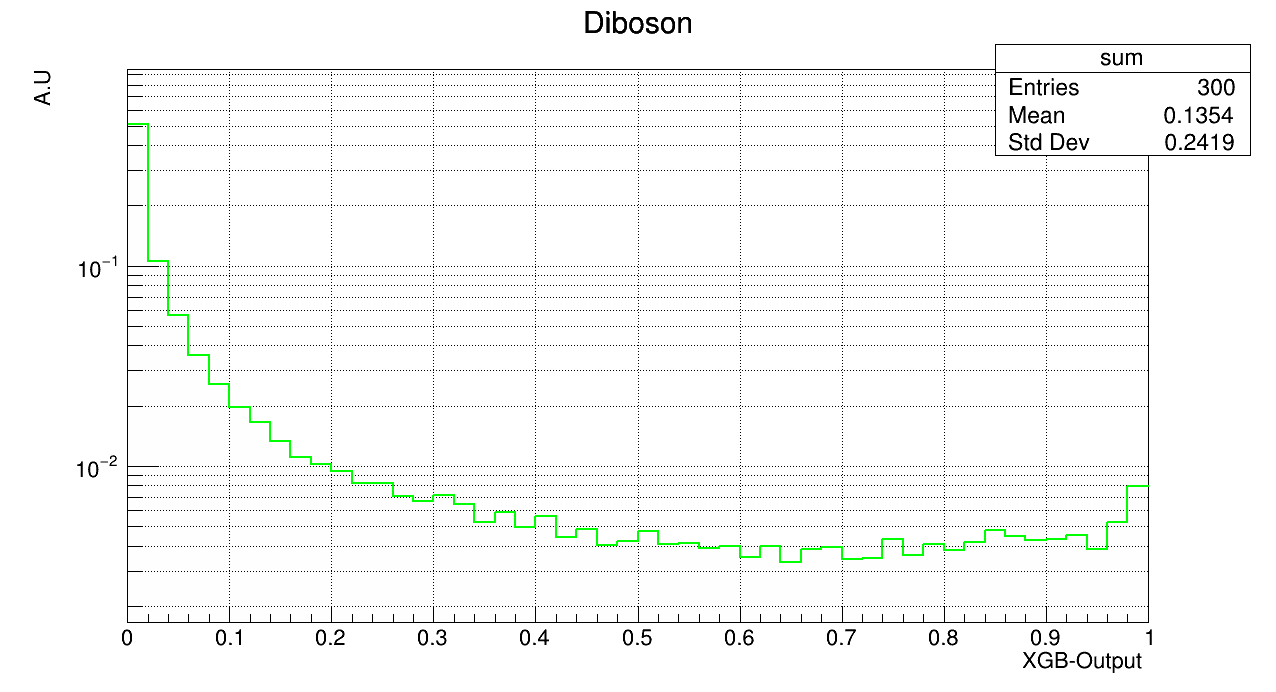 Diboson
A.U
sum
Entries 300
Mean 0.1354
Std Dev 0.2419
10⁻¹
10⁻²
0 0.1 0.2 0.3 0.4 0.5 0.6 0.7 0.8 0.9 1
XGB-Output